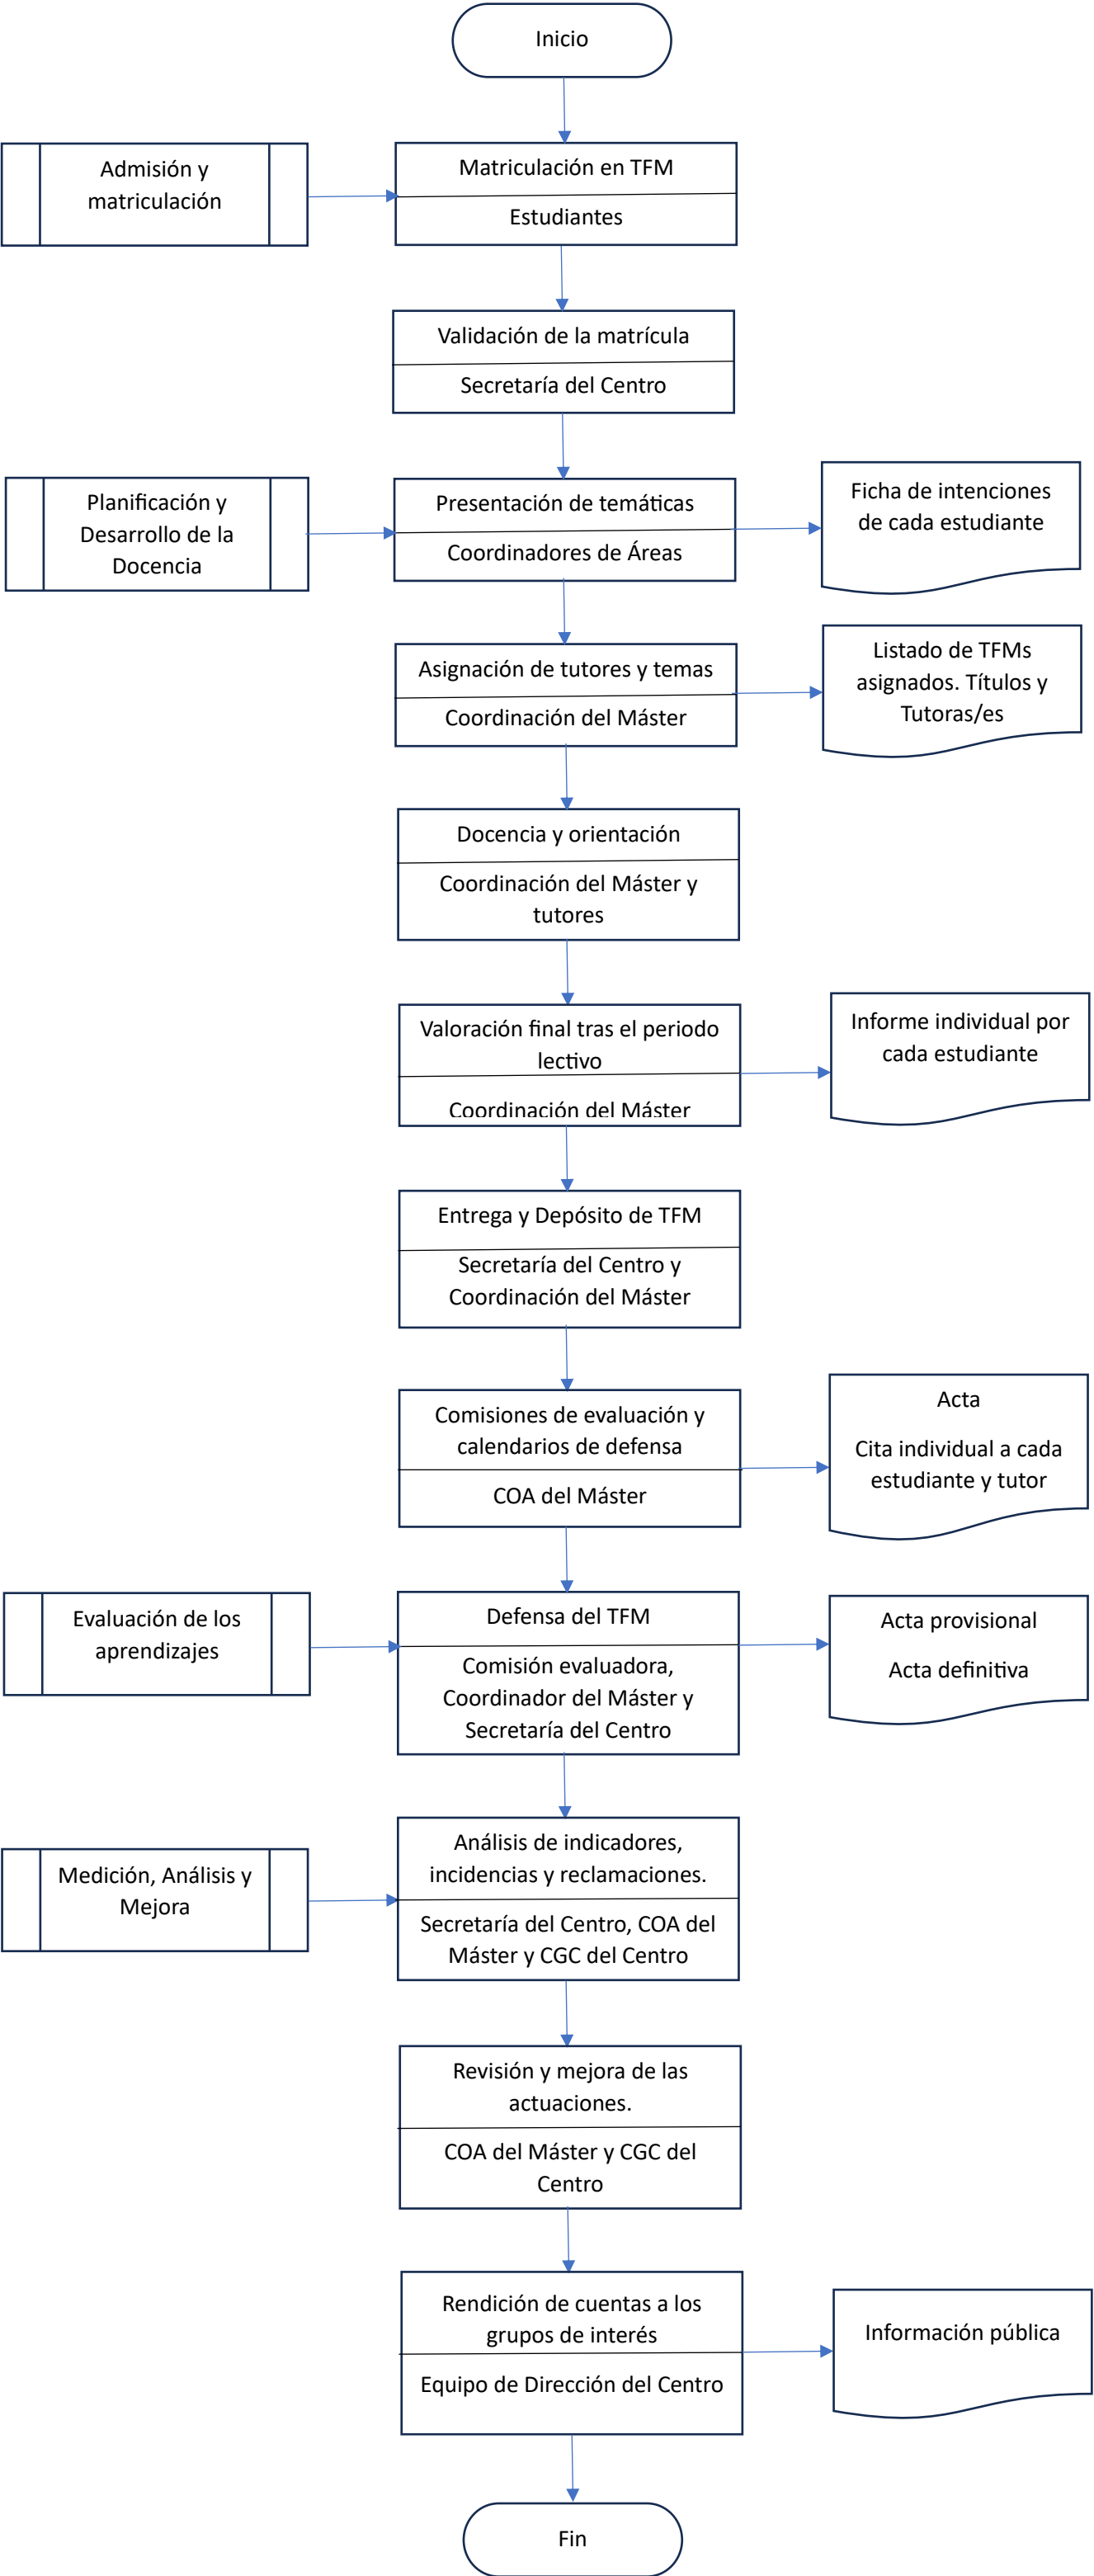 Inicio
Admisión y
matriculación
Matriculación en TFM
Estudiantes
Validación de la matrícula
Secretaría del Centro
Planificación y
Desarrollo de la
Docencia
Presentación de temáticas
Coordinadores de Áreas
Ficha de intenciones
de cada estudiante
Asignación de tutores y temas
Coordinación del Máster
Listado de TFMs
asignados. Títulos y
Tutoras/es
Docencia y orientación
Coordinación del Máster y
tutores
Valoración final tras el periodo
lectivo
Coordinación del Máster
Informe individual por
cada estudiante
Entrega y Depósito de TFM
Secretaría del Centro y
Coordinación del Máster
Comisiones de evaluación y
calendarios de defensa
COA del Máster
Acta
Cita individual a cada
estudiante y tutor
Evaluación de los
aprendizajes
Defensa del TFM
Comisión evaluadora,
Coordinador del Máster y
Secretaría del Centro
Acta provisional
Acta definitiva
Medición, Análisis y
Mejora
Análisis de indicadores,
incidencias y reclamaciones.
Secretaría del Centro, COA del
Máster y CGC del Centro
Revisión y mejora de las
actuaciones.
COA del Máster y CGC del
Centro
Rendición de cuentas a los
grupos de interés
Equipo de Dirección del Centro
Información pública
Fin